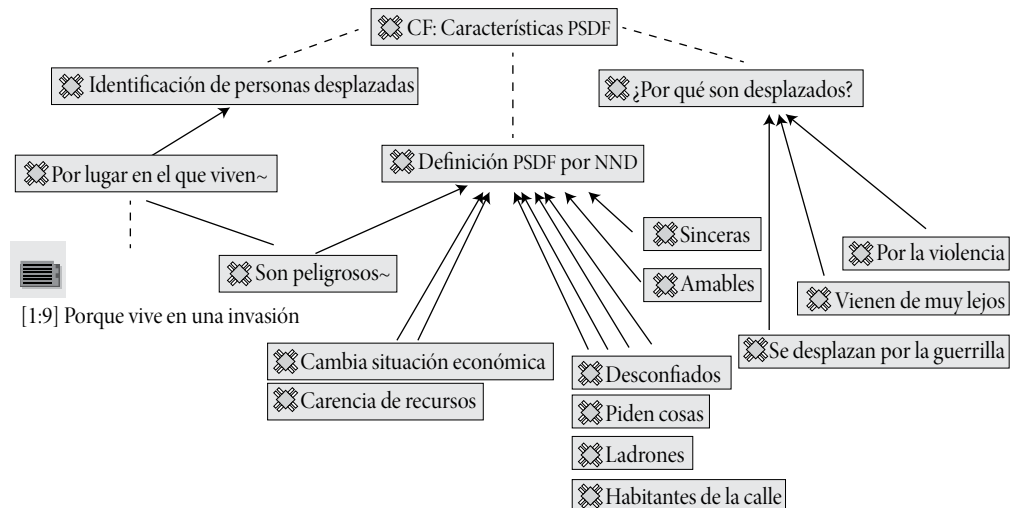 CF: Características PSDF
Identificación de personas desplazadas
¿Por qué son desplazados?
Por lugar en el que viven~
Definición PSDF por NND
Sinceras
Por la violencia
Son peligrosos~
Amables
Vienen de muy lejos
[1:9] Porque vive en una invasión
Cambia situación económica
Desconfiados
Se desplazan por la guerrilla
Carencia de recursos
Piden cosas
Ladrones
Habitantes de la calle